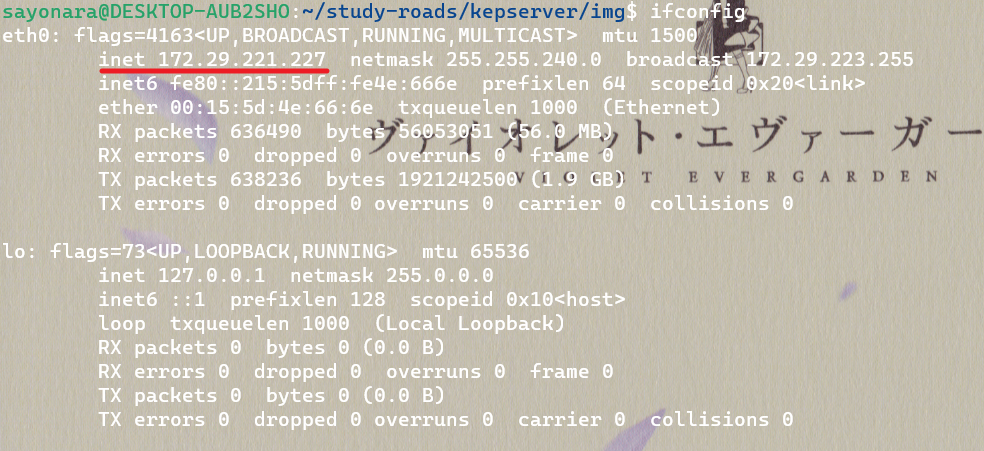 sayonara@DESKTOP-AUB2SHO:~/study-roads/kepserver/img$ ifconfig
eth0: flags=4163<UP,BROADCAST,RUNNING,MULTICAST>  mtu 1500
        inet 172.29.221.227  netmask 255.255.240.0  broadcast 172.29.223.255
        inet6 fe80::215:5dff:fe4e:666e  prefixlen 64  scopeid 0x20<link>
        ether 00:15:5d:4e:66:6e  txqueuelen 1000  (Ethernet)
        RX packets 636490  bytes 56053051 (56.0 MB)
ヴァイオレット・エヴァーガー
        RX errors 0  dropped 0  overruns 0  frame 0
        TX packets 638236  bytes 1921242500 (1.9 GB)
VIOLET EVERGARDEN
        TX errors 0  dropped 0 overruns 0  carrier 0  collisions 0
lo: flags=73<UP,LOOPBACK,RUNNING>  mtu 65536
        inet 127.0.0.1  netmask 255.0.0.0
        inet6 ::1  prefixlen 128  scopeid 0x10<host>
        loop  txqueuelen 1000  (Local Loopback)
        RX packets 0  bytes 0 (0.0 B)
        RX errors 0  dropped 0  overruns 0  frame 0
        TX packets 0  bytes 0 (0.0 B)
        TX errors 0  dropped 0 overruns 0  carrier 0  collisions 0